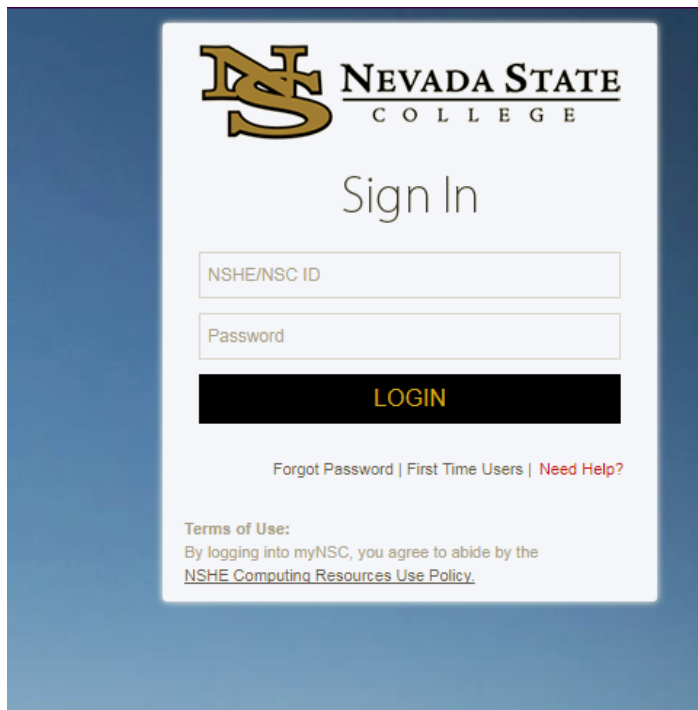 NS NEVADA STATE
COLLEGE
Sign In
NSHE/NSC ID
Password
LOGIN
Forgot Password | First Time Users | Need Help?
Terms of Use:
By logging into myNSC, you agree to abide by the
NSHE Computing Resources Use Policy.